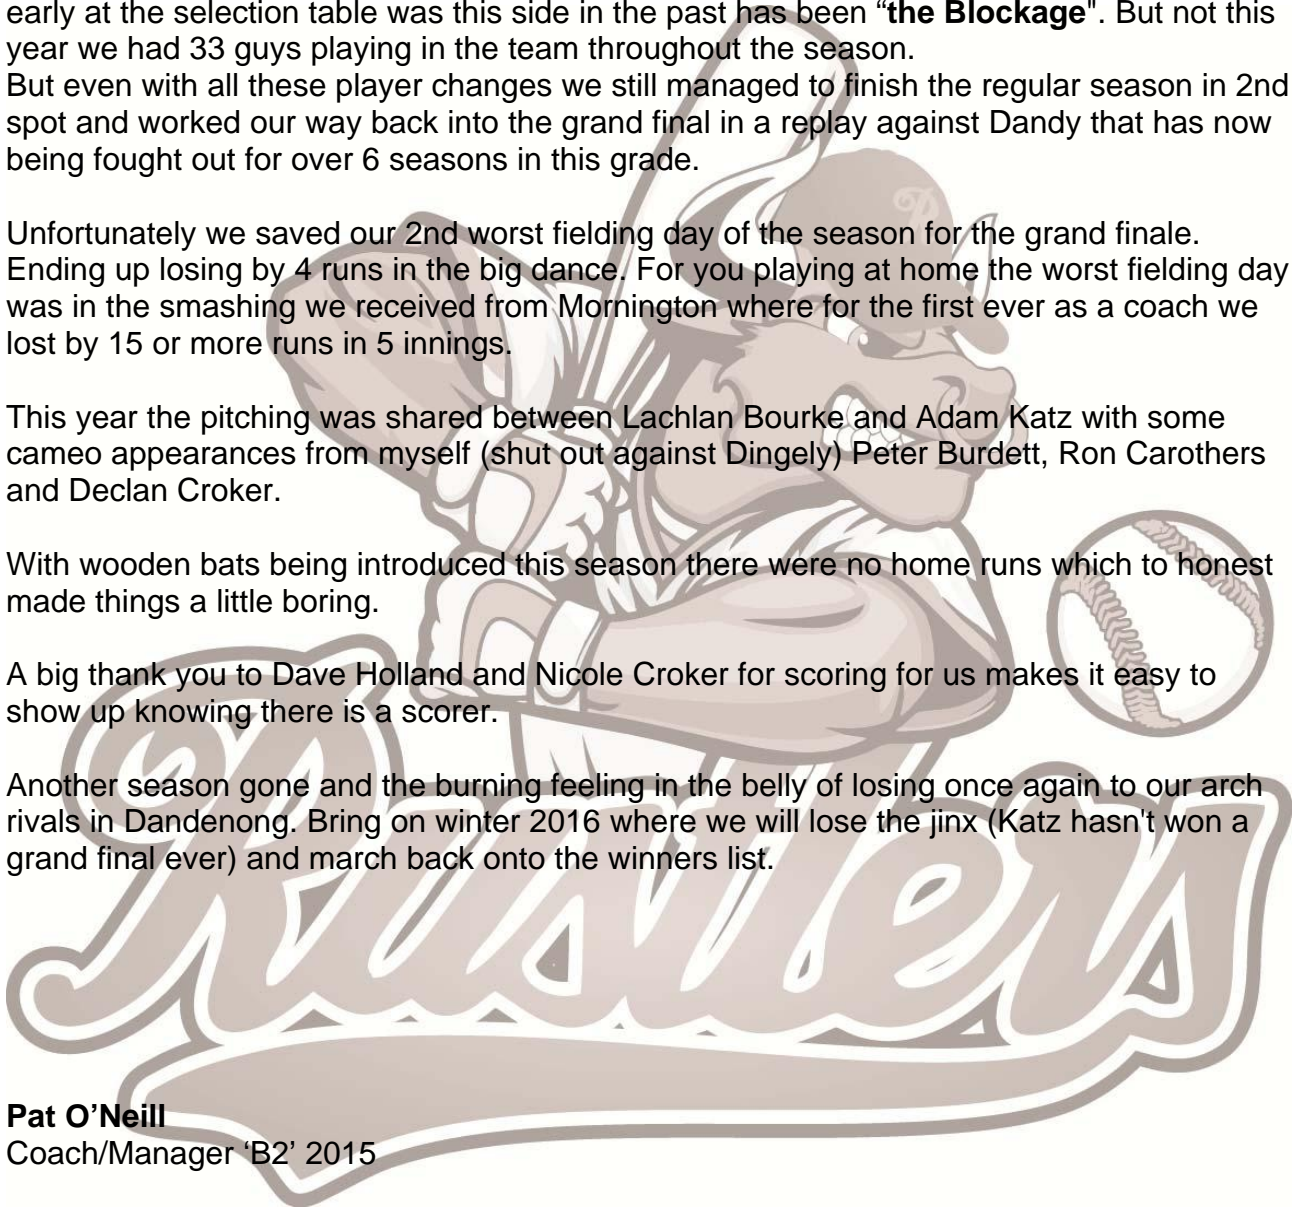 early at the selection table was this side in the past has been “the Blockage". But not this
year we had 33 guys playing in the team throughout the season.
But even with all these player changes we still managed to finish the regular season in 2nd
spot and worked our way back into the grand final in a replay against Dandy that has now
being fought out for over 6 seasons in this grade.
Unfortunately we saved our 2nd worst fielding day of the season for the grand finale.
Ending up losing by 4 runs in the big dance. For you playing at home the worst fielding day
was in the smashing we received from Mornington where for the first ever as a coach we
lost by 15 or more runs in 5 innings.
This year the pitching was shared between Lachlan Bourke and Adam Katz with some
cameo appearances from myself (shut out against Dingely) Peter Burdett, Ron Carothers
and Declan Croker.
With wooden bats being introduced this season there were no home runs which to honest
made things a little boring.
A big thank you to Dave Holland and Nicole Croker for scoring for us makes it easy to
show up knowing there is a scorer.
Another season gone and the burning feeling in the belly of losing once again to our arch
rivals in Dandenong. Bring on winter 2016 where we will lose the jinx (Katz hasn't won a
grand final ever) and march back onto the winners list.
Rustlers
R
Pat O’Neill
Coach/Manager ‘B2’ 2015